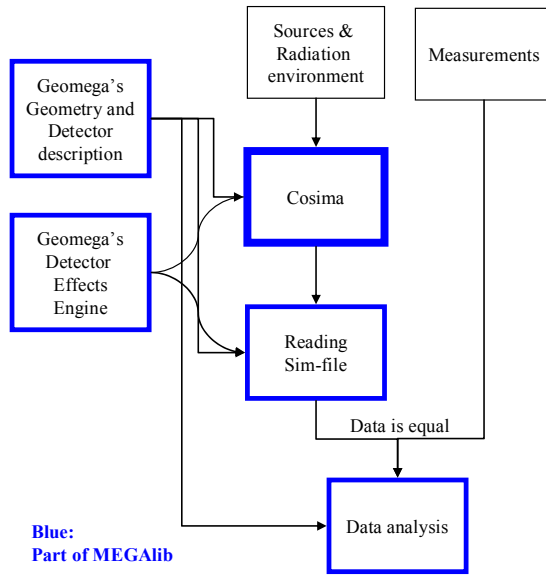 Sources &
Radiation
environment
Measurements
Geomega's
Geometry and
Detector
description
Cosima
Geomega's
Detector
Effects
Engine
Reading
Sim-file
Data is equal
Data analysis
Blue:
Part of MEGAlib